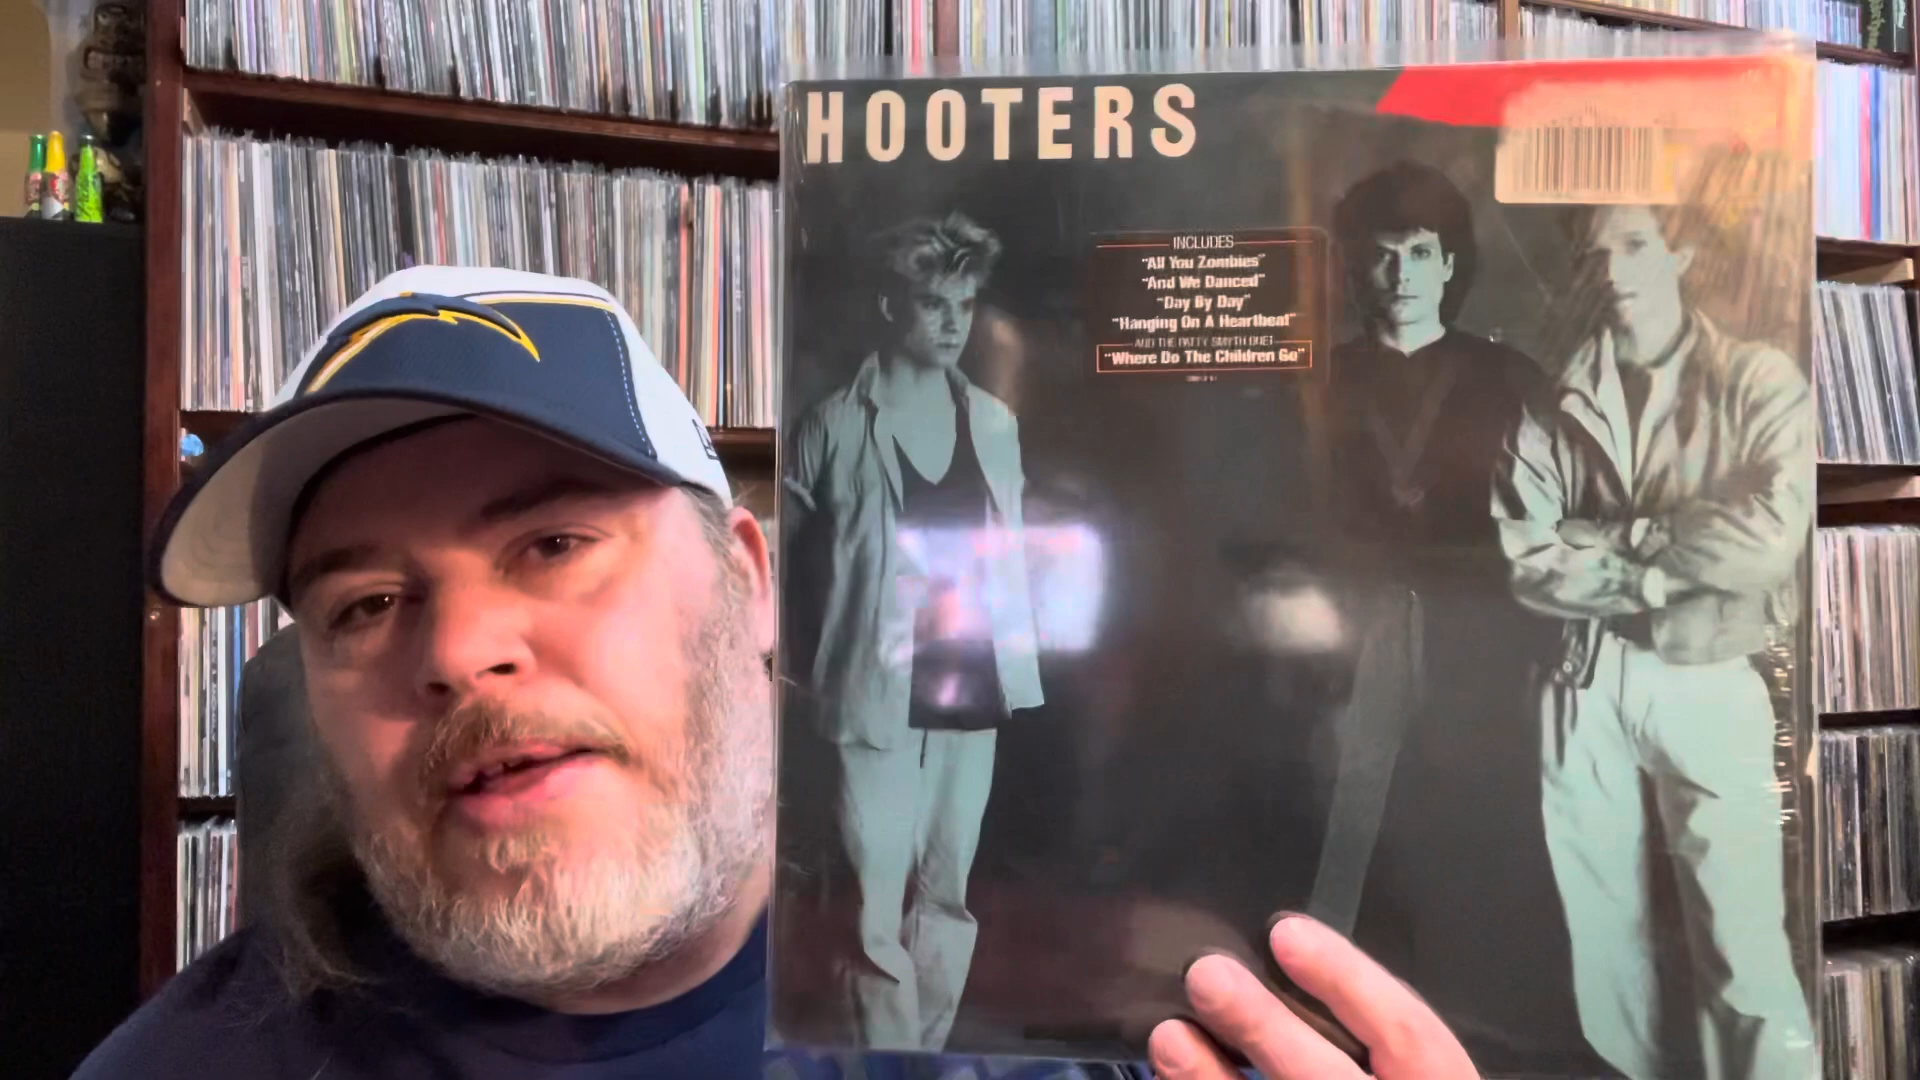 HOOTERS
INCLUDES
"All You Zombies"
"And We Danced"
"Day By Day"
"Hanging On A Heartbeat"
AND THE PATTY SMYTH DUET
"Where Do The Children Go"